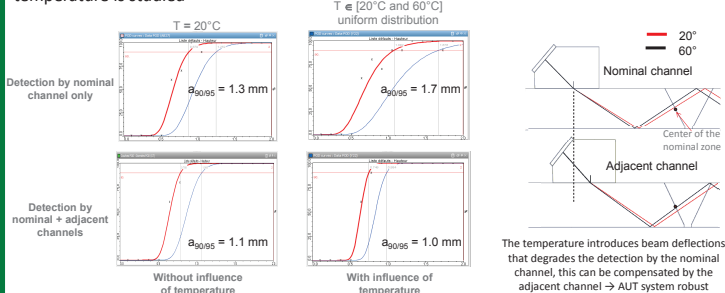 temperature is studied
T = 20°C
T ∈ [20°C and 60°C]
uniform distribution
Detection by nominal
channel only
a90/95 = 1.3 mm
a90/95 = 1.7 mm
Detection by
nominal + adjacent
channels
a90/95 = 1.1 mm
a90/95 = 1.0 mm
Without influence
of temperature
With influence of
temperature
20°
60°
Nominal channel
Center of the
nominal zone
Adjacent channel
The temperature introduces beam deflections
that degrades the detection by the nominal
channel, this can be compensated by the
adjacent channel → AUT system robust